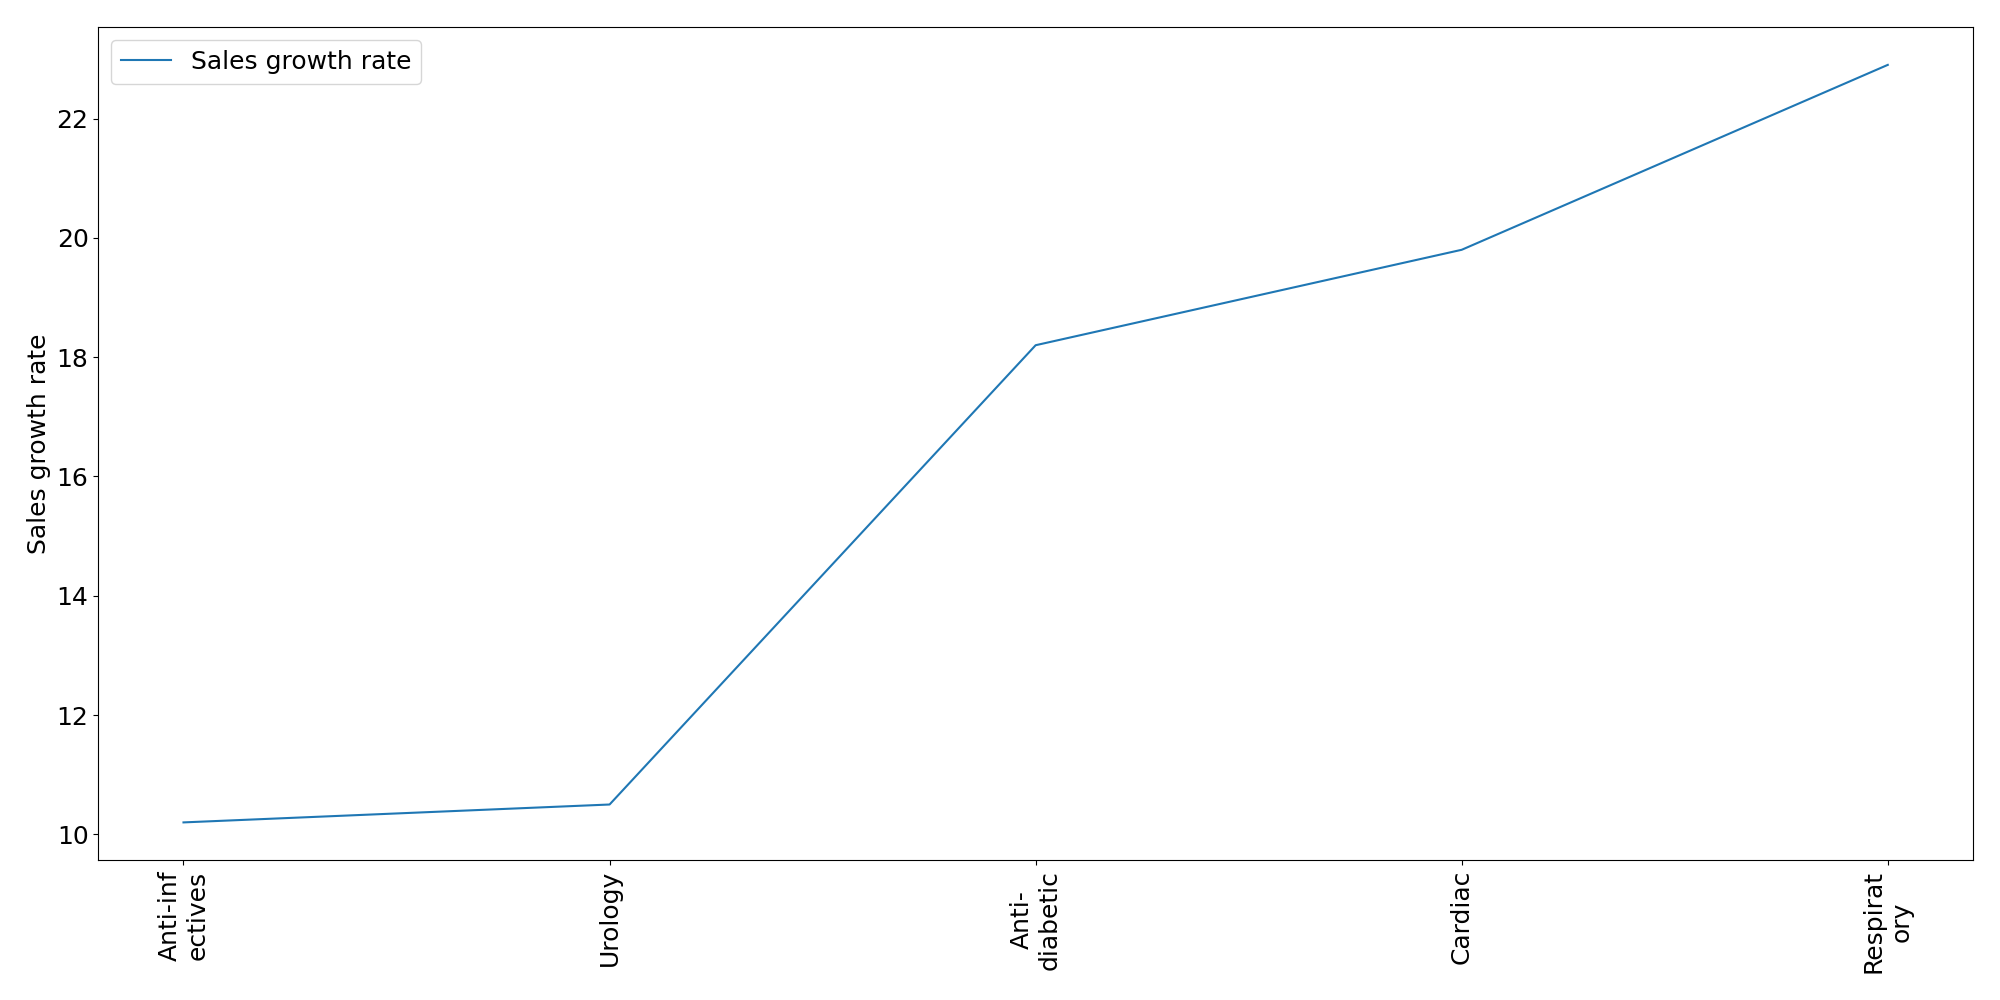 Sales growth rate
Sales growth rate
22
20
18
16
14
12
10
Anti-inf
ectives
Urology
Anti-
diabetic
Cardiac
Respirat
ory